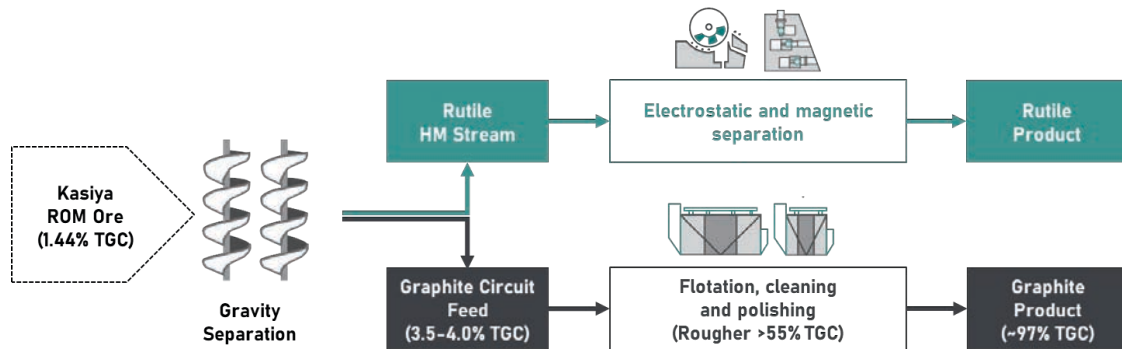 Kasiya
ROM Ore
(1.44% TGC)
Gravity
Separation
Rutile
HM Stream
Electrostatic and magnetic
separation
Rutile
Product
Graphite Circuit
Feed
(3.5–4.0% TGC)
Flotation, cleaning
and polishing
(Rougher >55% TGC)
Graphite
Product
(~97% TGC)